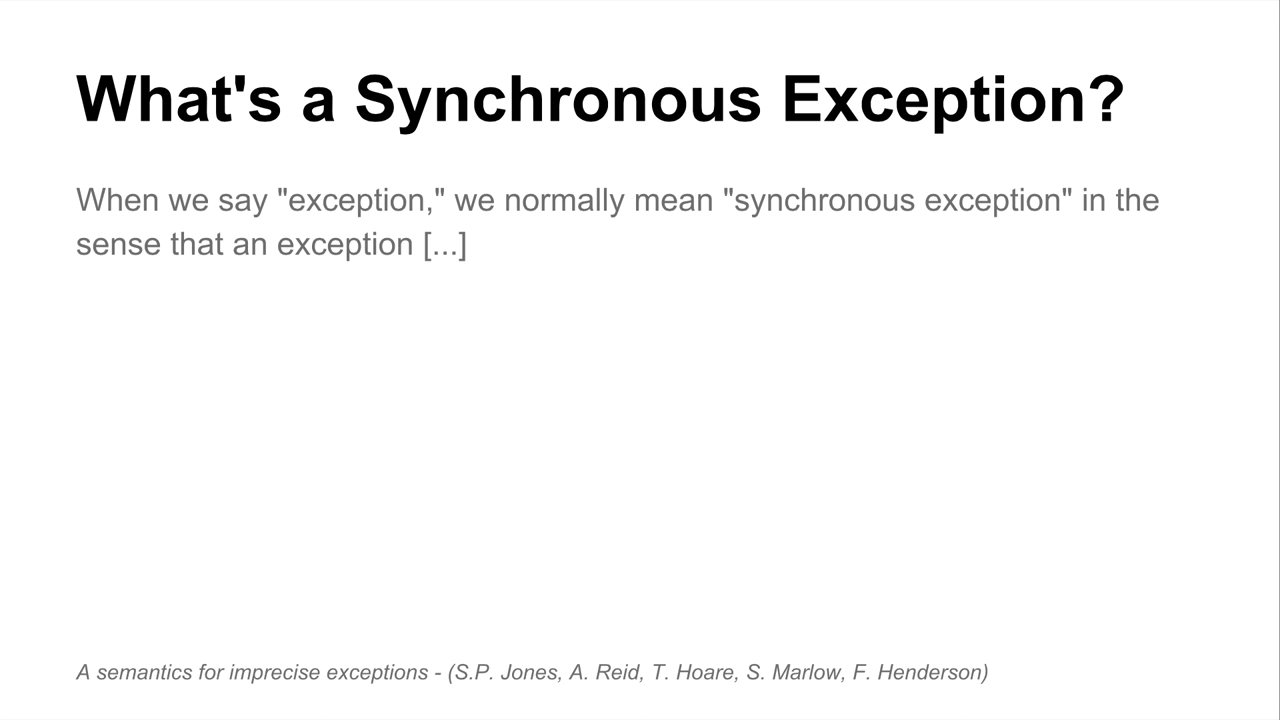 What's a Synchronous Exception?
When we say "exception," we normally mean "synchronous exception" in the
sense that an exception [...]
A semantics for imprecise exceptions - (S.P. Jones, A. Reid, T. Hoare, S. Marlow, F. Henderson)